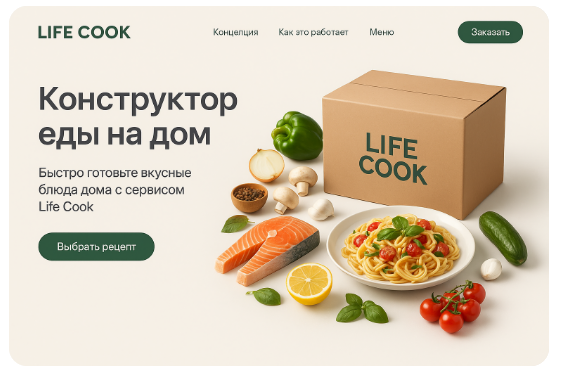 LIFE COOK
Концепция
Как это работает
Меню
Заказать
Конструктор
еды на дом
Быстро готовьте вкусные
блюда дома с сервисом
Life Cook
Выбрать рецепт
LIFE
COOK